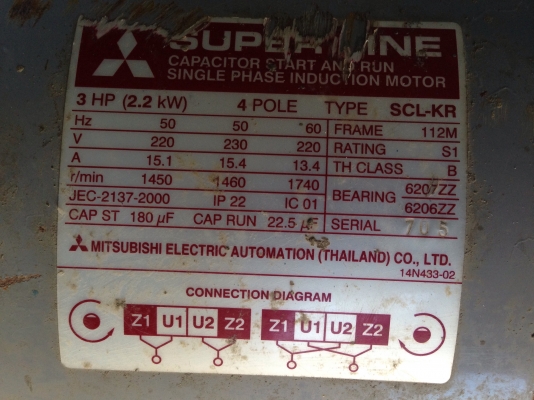 SUPER LINE
CAPACITOR START AND RUN
SINGLE PHASE INDUCTION MOTOR
3 HP (2.2 kW) 4 POLE TYPE SCL-KR
Hz 50 50 60 FRAME 112M
V 220 230 220 RATING S1
A 15.1 15.4 13.4 TH CLASS B
r/min 1450 1460 1740 BEARING 6207ZZ
JEC-2137-2000 IP 22 IC 01 6206ZZ
CAP ST 180 µF CAP RUN 22.5 µF SERIAL
MITSUBISHI ELECTRIC AUTOMATION (THAILAND) CO., LTD.
14N433-02
CONNECTION DIAGRAM
Z1 U1 U2 Z2 Z1 U1 U2 Z2